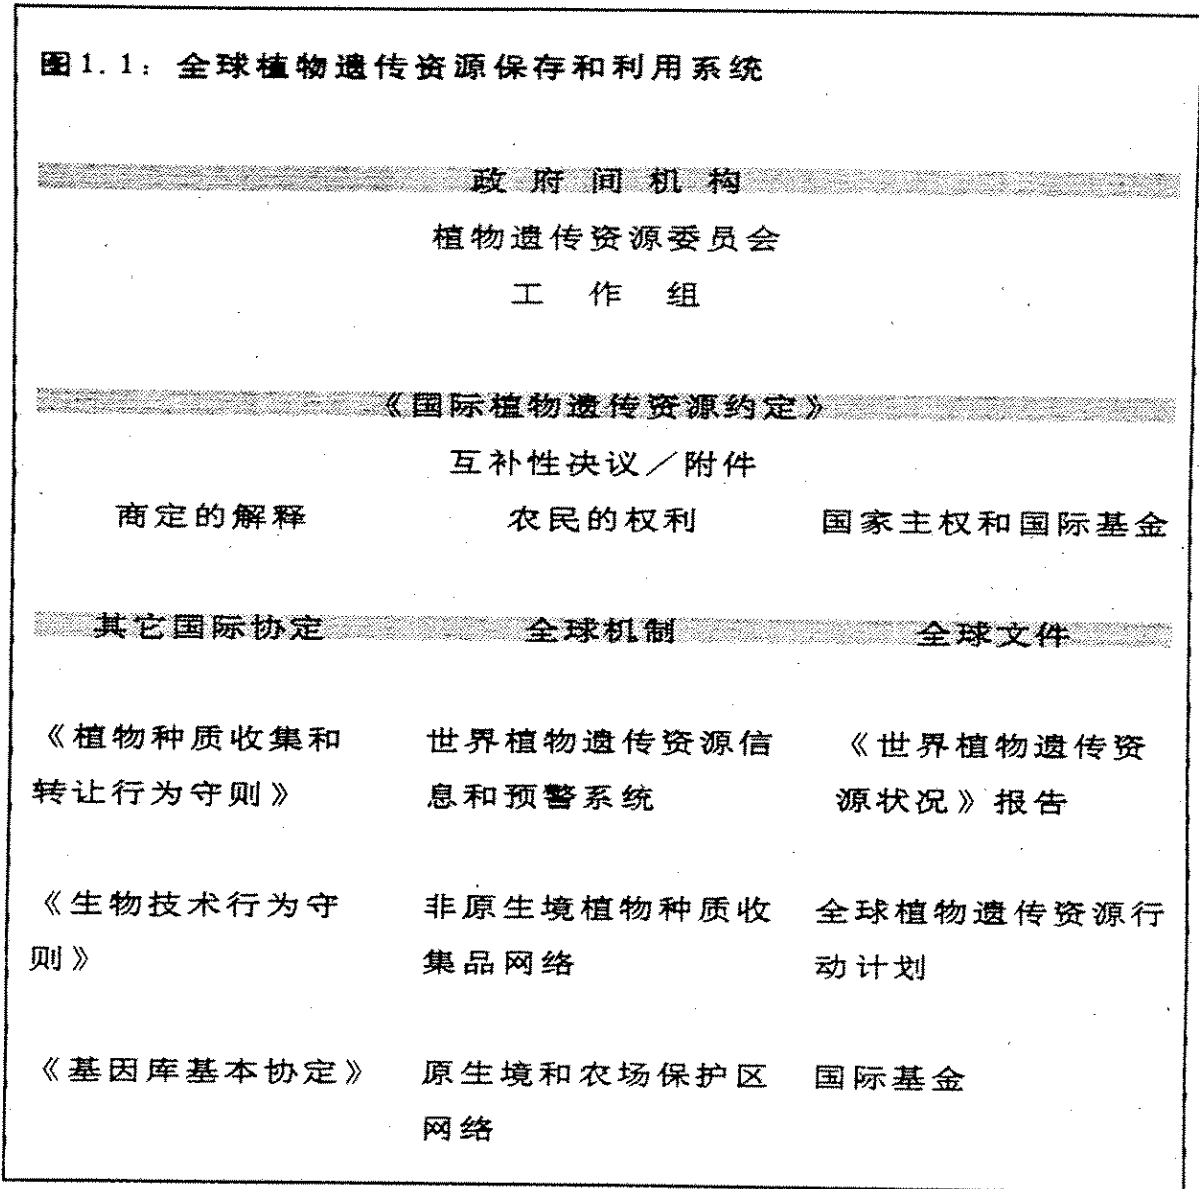 图1.1：全球植物遗传资源保存和利用系统
政府间机构
植物遗传资源委员会
工作组
《国际植物遗传资源约定》
互补性决议／附件
商定的解释 农民的权利 国家主权和国际基金
其它国际协定 全球机制 全球文件
《植物种质收集和 世界植物遗传资源信 《世界植物遗传资
转让行为守则》 息和预警系统 源状况》报告
《生物技术行为守 非原生境植物种质收 全球植物遗传资源行
则》 集品网络 动计划
《基因库基本协定》 原生境和农场保护区 国际基金
网络